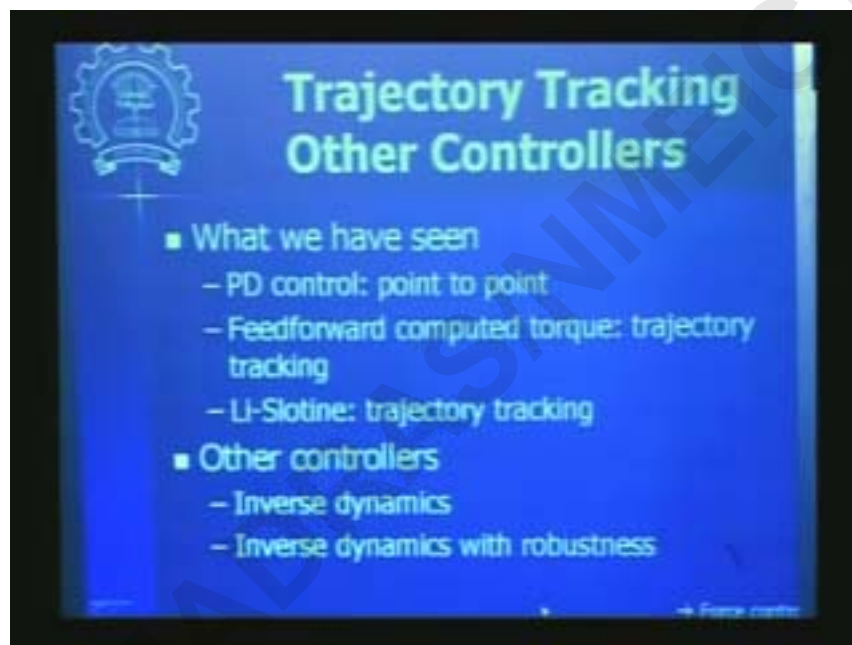 Trajectory Tracking
Other Controllers
■ What we have seen
– PD control: point to point
– Feedforward computed torque: trajectory
tracking
– Li-Slotine: trajectory tracking
■ Other controllers
– Inverse dynamics
– Inverse dynamics with robustness
→ Force contro